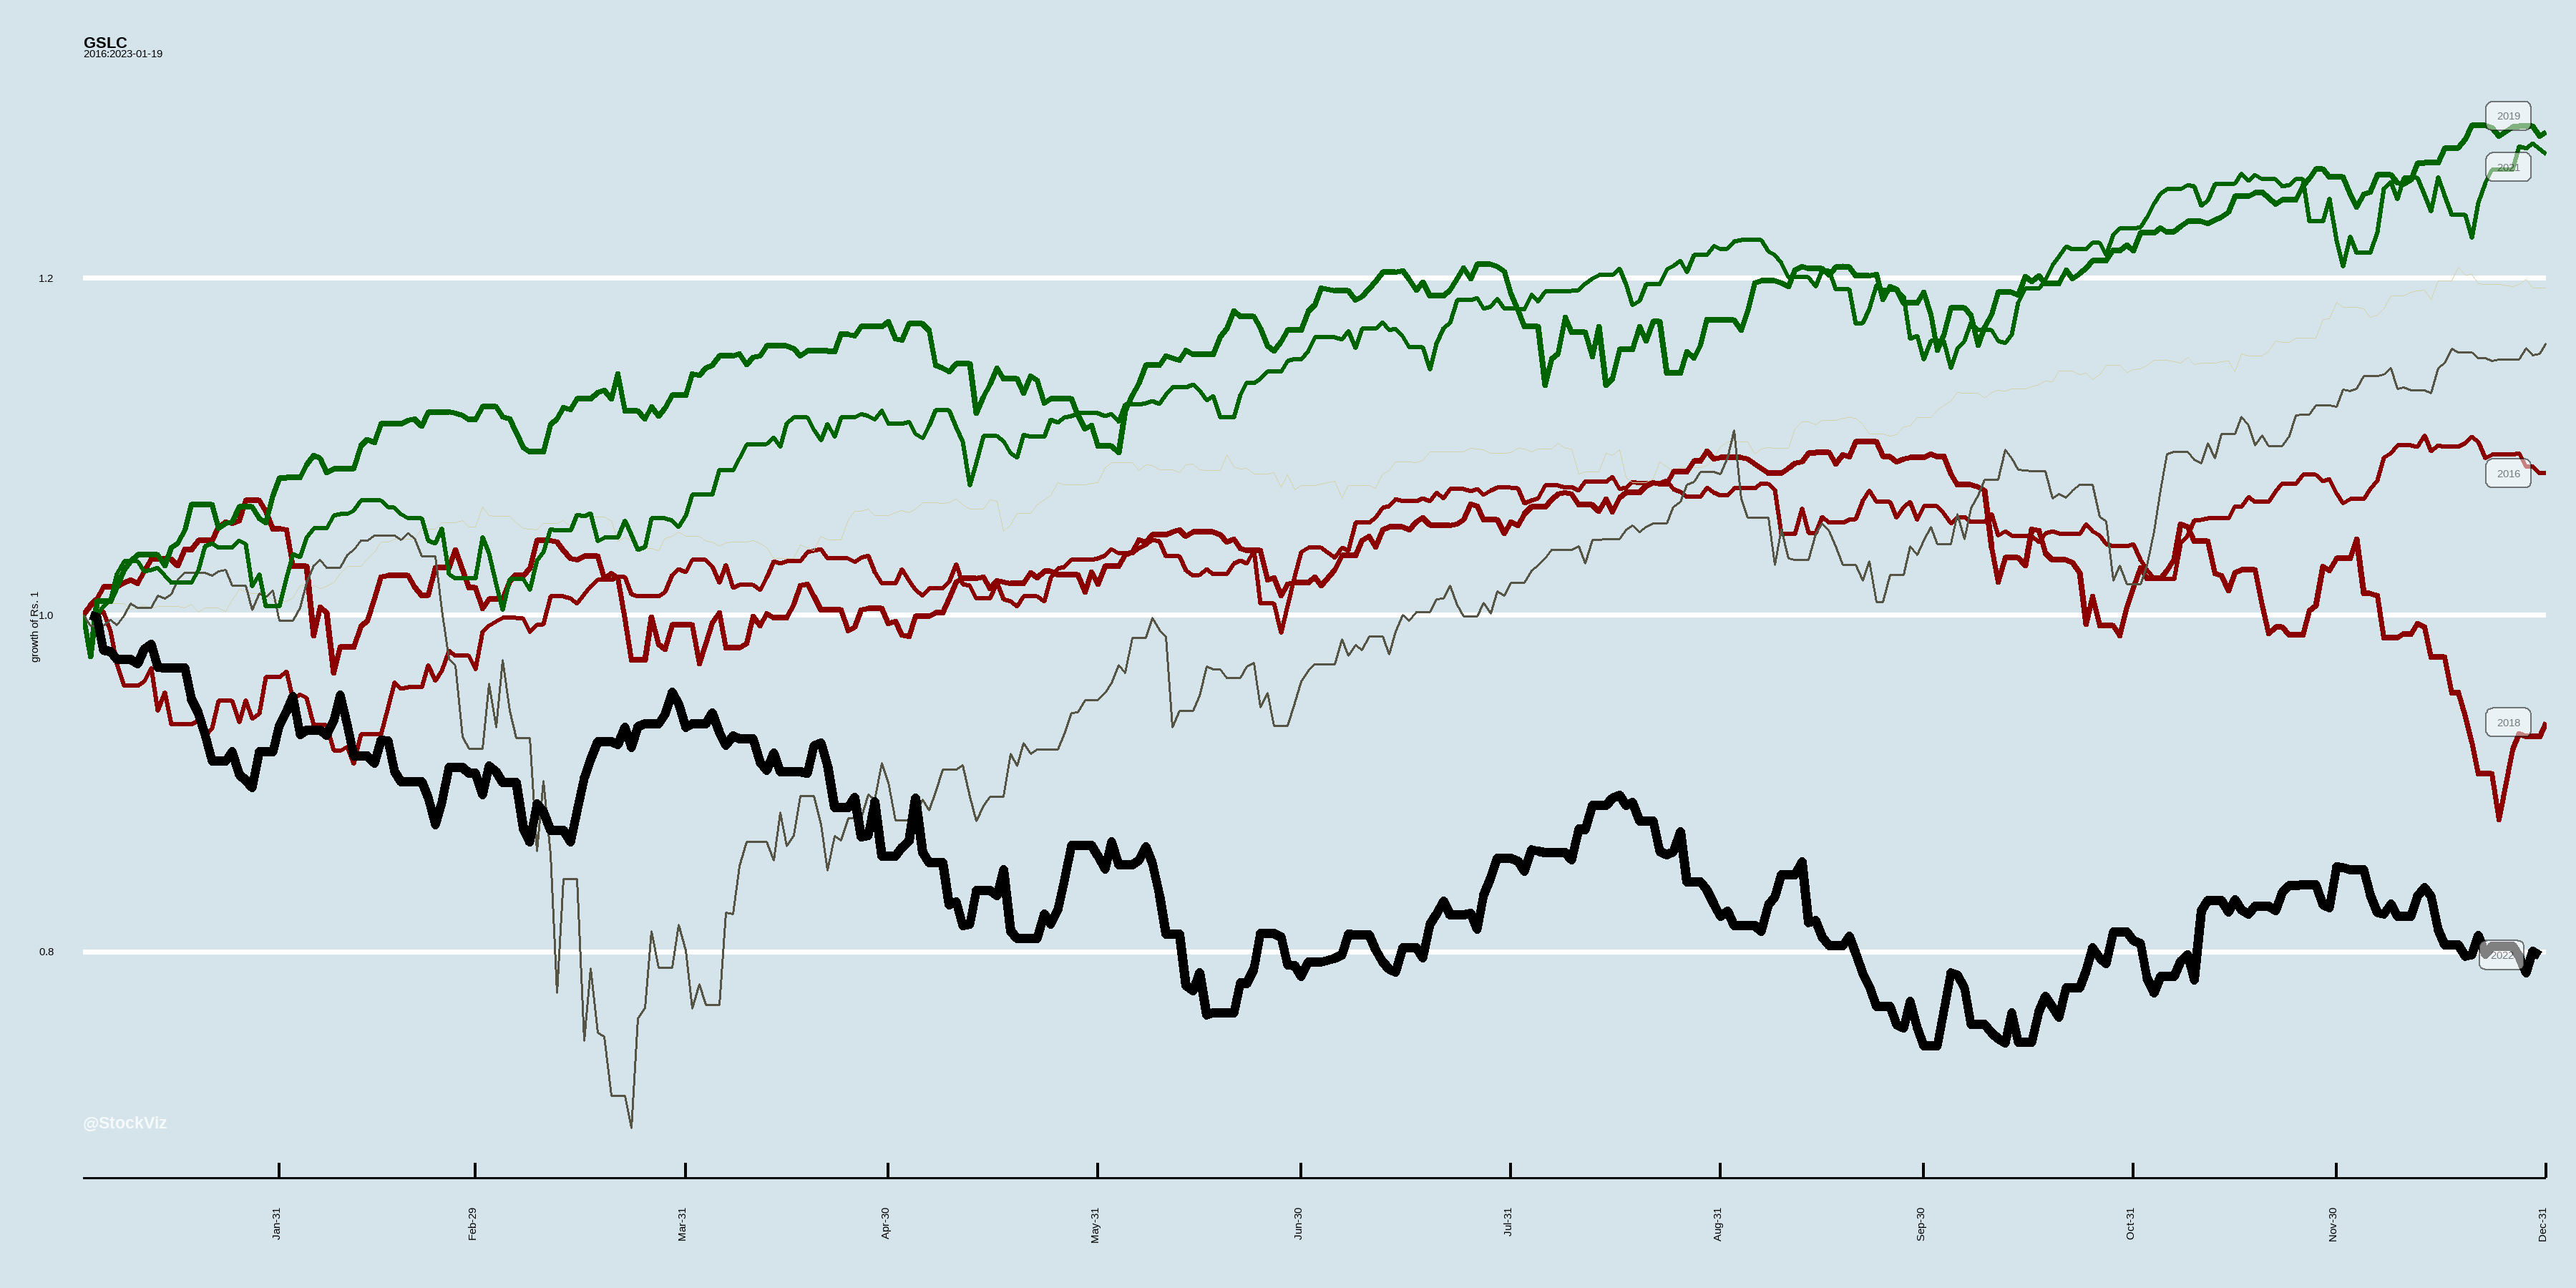 GSLC
2016:2023-01-19
2019
2021
1.2
2016
1.0
growth of Rs. 1
2018
0.8
2022
@StockViz
Jan-31
Feb-29
Mar-31
Apr-30
May-31
Jun-30
Jul-31
Aug-31
Sep-30
Oct-31
Nov-30
Dec-31